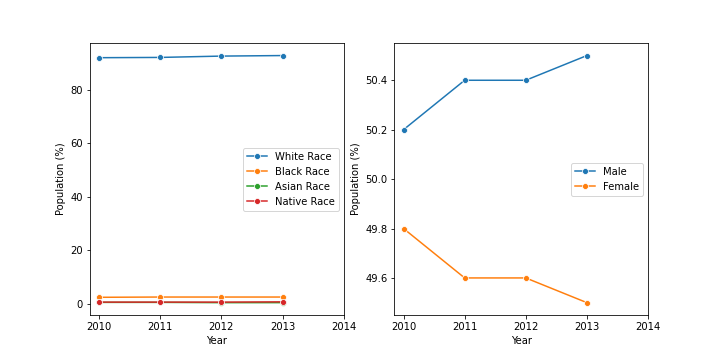 80
60
40
20
0
Population (%)
2010 2011 2012 2013 2014
Year
White Race
Black Race
Asian Race
Native Race
50.4
50.2
50.0
49.8
49.6
Population (%)
2010 2011 2012 2013 2014
Year
Male
Female